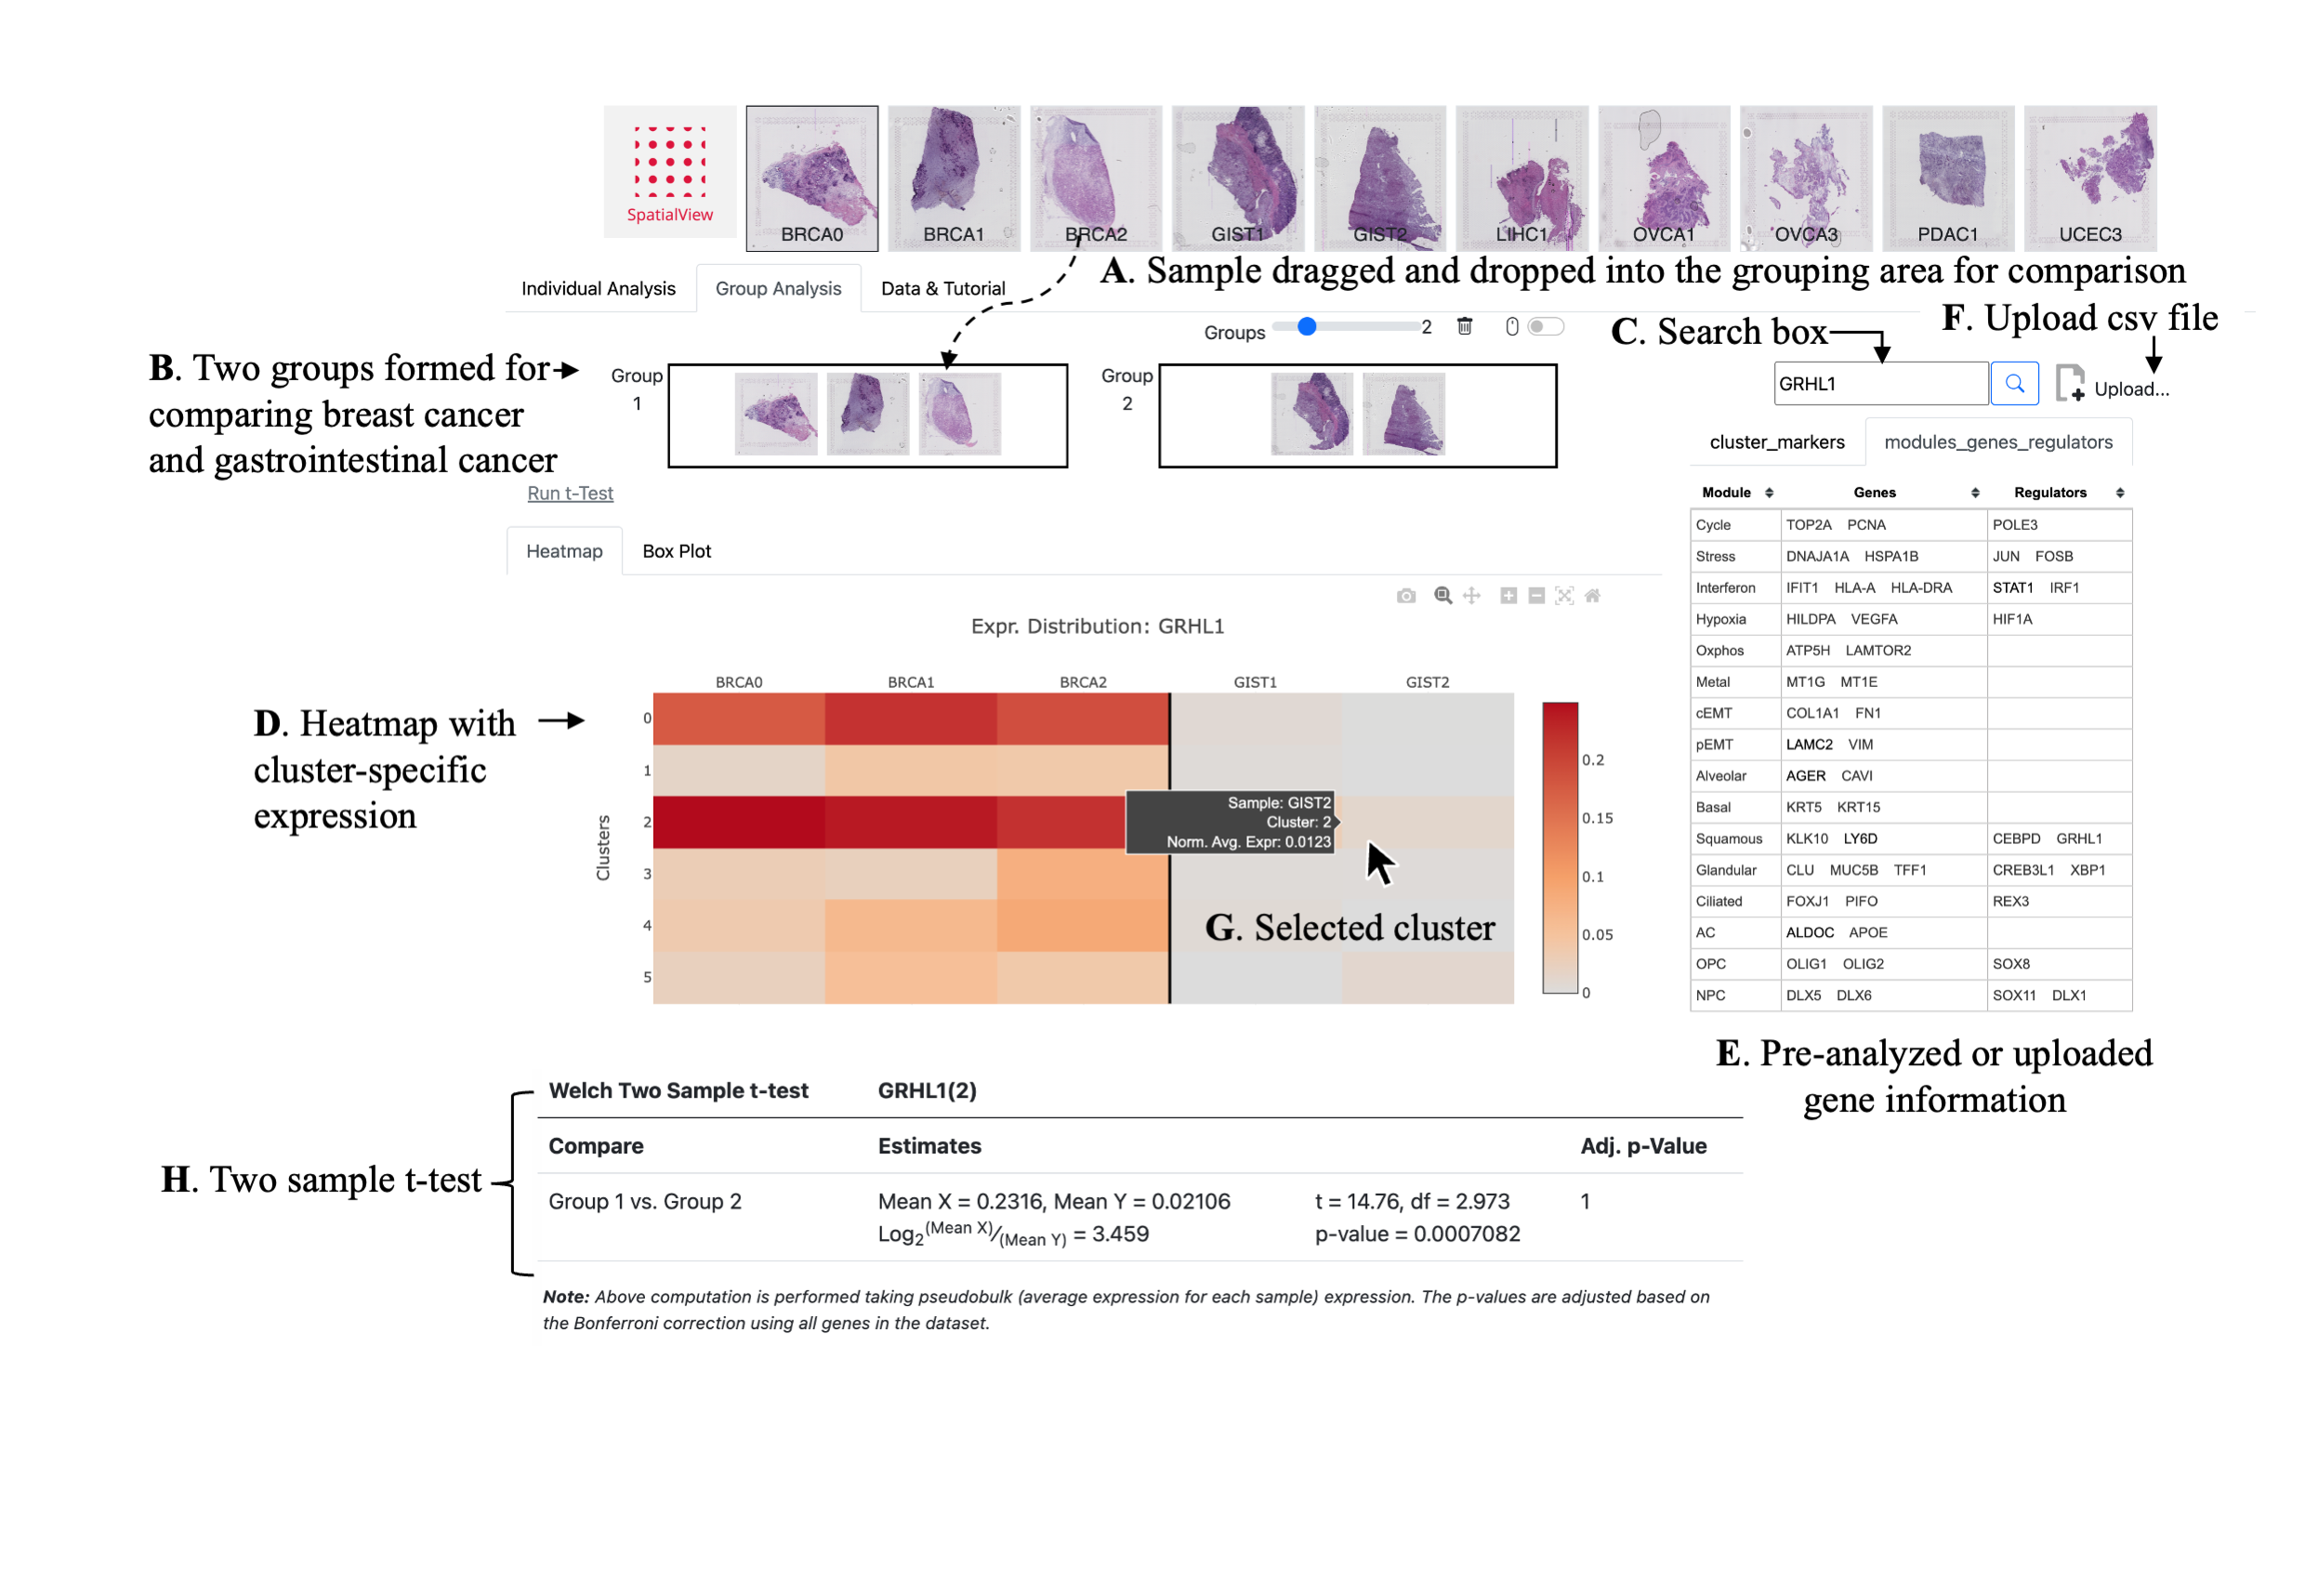 SpatialView
BRCA0
BRCA1
BRCA2
GIST1
GIST2
LIHC1
OVCA1
OVCA3
PDAC1
UCEC3
A. Sample dragged and dropped into the grouping area for comparison
Individual Analysis
Group Analysis
Data & Tutorial
Groups
2
C. Search box
F. Upload csv file
B. Two groups formed for
comparing breast cancer
and gastrointestinal cancer
Group
1
Group
2
GRHL1
Upload...
Run t-Test
cluster_markers
modules_genes_regulators
Heatmap
Box Plot
Module Genes Regulators
Cycle TOP2A PCNA POLE3
Stress DNAJA1A HSPA1B JUN FOSB
Interferon IFIT1 HLA-A HLA-DRA STAT1 IRF1
Hypoxia HILDPA VEGFA HIF1A
Oxphos ATP5H LAMTOR2
Metal MT1G MT1E
cEMT COL1A1 FN1
pEMT LAMC2 VIM
Alveolar AGER CAVI
Basal KRT5 KRT15
Squamous KLK10 LY6D CEBPD GRHL1
Glandular CLU MUC5B TFF1 CREB3L1 XBP1
Ciliated FOXJ1 PIFO REX3
AC ALDOC APOE
OPC OLIG1 OLIG2 SOX8
NPC DLX5 DLX6 SOX11 DLX1
E. Pre-analyzed or uploaded
gene information
Expr. Distribution: GRHL1
BRCA0 BRCA1 BRCA2 GIST1 GIST2
D. Heatmap with
cluster-specific
expression
Clusters
0
1
2
3
4
5
Sample: GIST2
Cluster: 2
Norm. Avg. Expr: 0.0123
G. Selected cluster
0.2
0.15
0.1
0.05
0
H. Two sample t-test
Welch Two Sample t-test GRHL1(2)
Compare Estimates Adj. p-Value
Group 1 vs. Group 2 Mean X = 0.2316, Mean Y = 0.02106 t = 14.76, df = 2.973 1
Log2(Mean X)/(Mean Y) = 3.459 p-value = 0.0007082
Note: Above computation is performed taking pseudobulk (average expression for each sample) expression. The p-values are adjusted based on
the Bonferroni correction using all genes in the dataset.